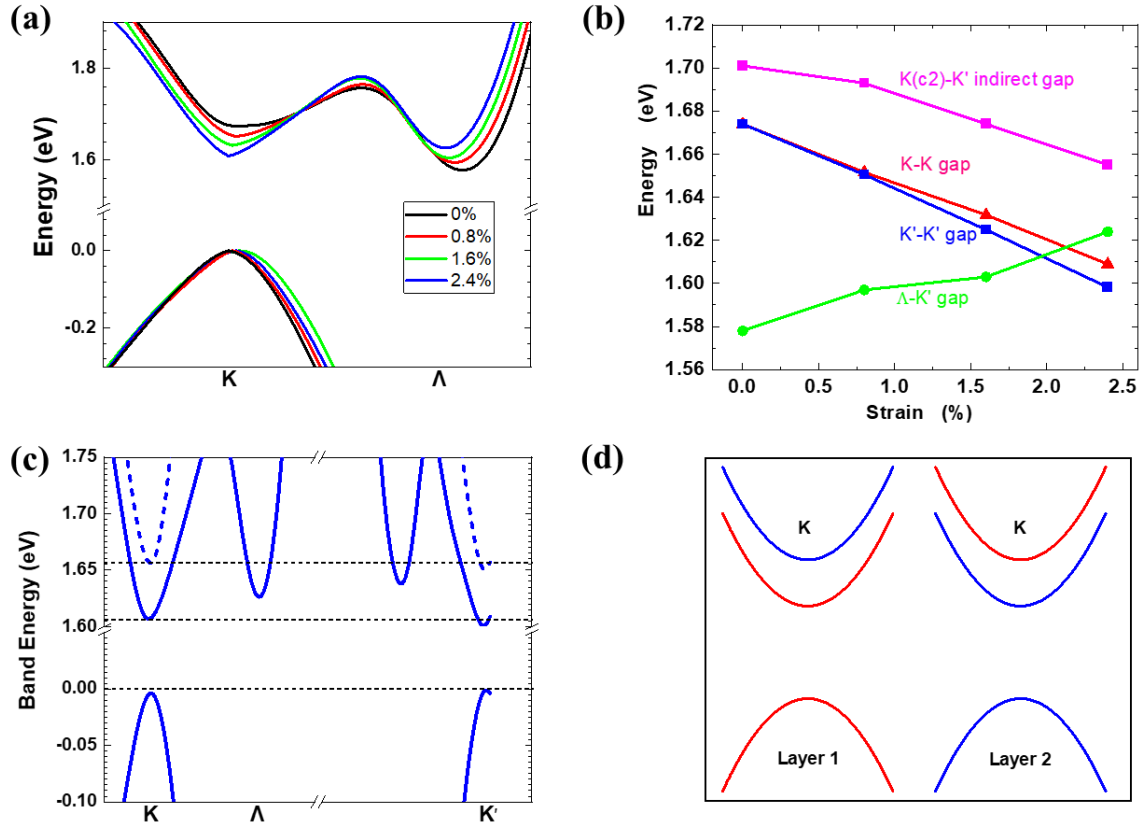 (a)
Energy (eV)
1.8
1.6
0.0
-0.2
0%
0.8%
1.6%
2.4%
K
Λ
(b)
Energy (eV)
1.72
1.70
1.68
1.66
1.64
1.62
1.60
1.58
1.56
K(c2)-K' indirect gap
K-K gap
K'-K' gap
Λ-K' gap
0.0 0.5 1.0 1.5 2.0 2.5
Strain (%)
(c)
Band Energy (eV)
1.75
1.70
1.65
1.60
0.00
-0.05
-0.10
K Λ K'
(d)
K K
Layer 1 Layer 2